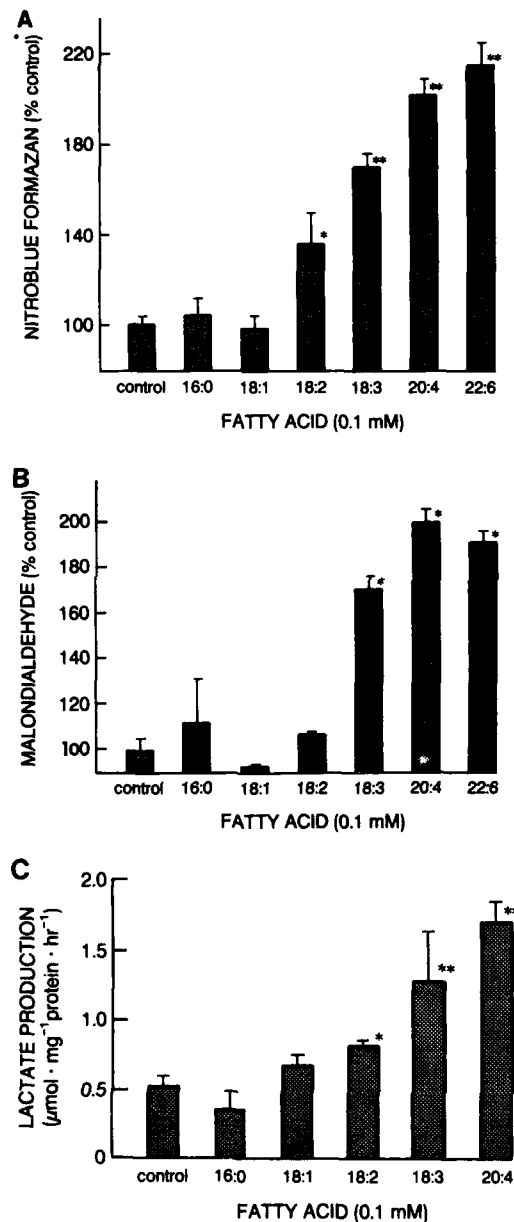 A
NITROBLUE FORMAZAN (% control)
220
180
140
100
* ** ** **
control 16:0 18:1 18:2 18:3 20:4 22:6
FATTY ACID (0.1 mM)
B
MALONDIALDEHYDE (% control)
200
180
160
140
120
100
* * *
control 16:0 18:1 18:2 18:3 20:4 22:6
FATTY ACID (0.1 mM)
C
LACTATE PRODUCTION
(μmol · mg⁻¹ protein · hr⁻¹)
2.0
1.5
1.0
0.5
0
* ** **
control 16:0 18:1 18:2 18:3 20:4
FATTY ACID (0.1 mM)